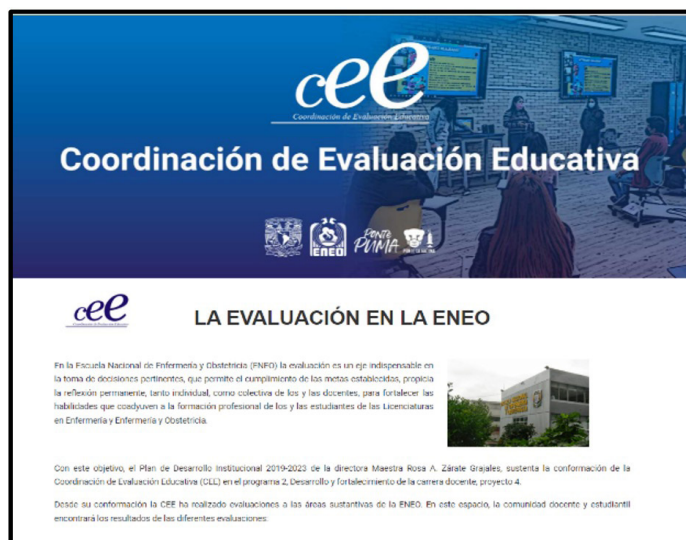 cee
Coordinación de Evaluación Educativa
Coordinación de Evaluación Educativa
ENEO
PONTE
PUMA
cee
Coordinación de Evaluación Educativa
LA EVALUACIÓN EN LA ENEO
En la Escuela Nacional de Enfermería y Obstetricia (ENEO) la evaluación es un eje indispensable en
la toma de decisiones pertinentes, que permite el cumplimiento de las metas establecidas, propicia
la reflexión permanente, tanto individual, como colectiva de los y las docentes, para fortalecer las
habilidades que coadyuven a la formación profesional de los y las estudiantes de las Licenciaturas
en Enfermería y Enfermería y Obstetricia.
Con este objetivo, el Plan de Desarrollo Institucional 2019-2023 de la directora Maestra Rosa A. Zárate Grajales, sustenta la conformación de la
Coordinación de Evaluación Educativa (CEE) en el programa 2, Desarrollo y fortalecimiento de la carrera docente, proyecto 4.
Desde su conformación la CEE ha realizado evaluaciones a las áreas sustantivas de la ENEO. En este espacio, la comunidad docente y estudiantil
encontrará los resultados de las diferentes evaluaciones: